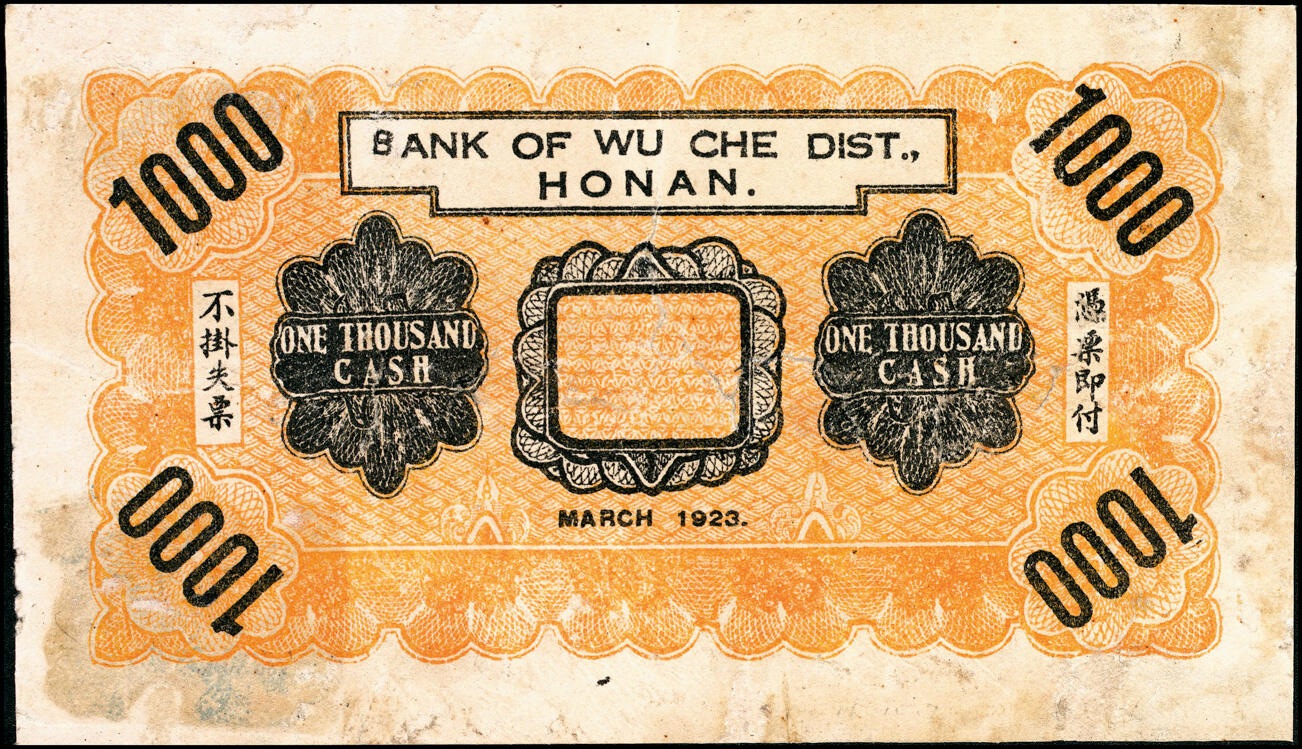 1000
1000
BANK OF WU CHE DIST.,
HONAN.
憑票即付
不掛失票
ONE THOUSAND
CASH
ONE THOUSAND
CASH
MARCH 1923.
1000
1000